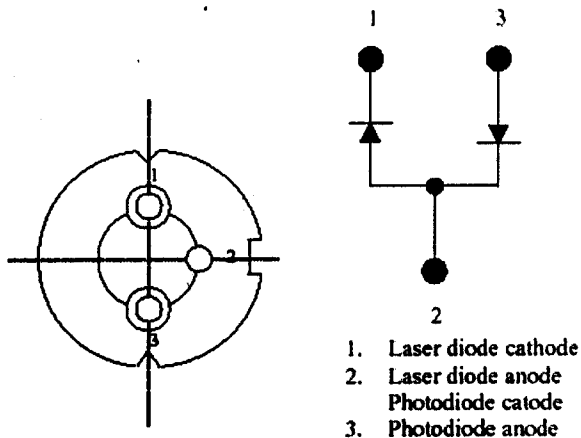 1
3
1
2
3
2
1. Laser diode cathode
2. Laser diode anode
Photodiode catode
3. Photodiode anode